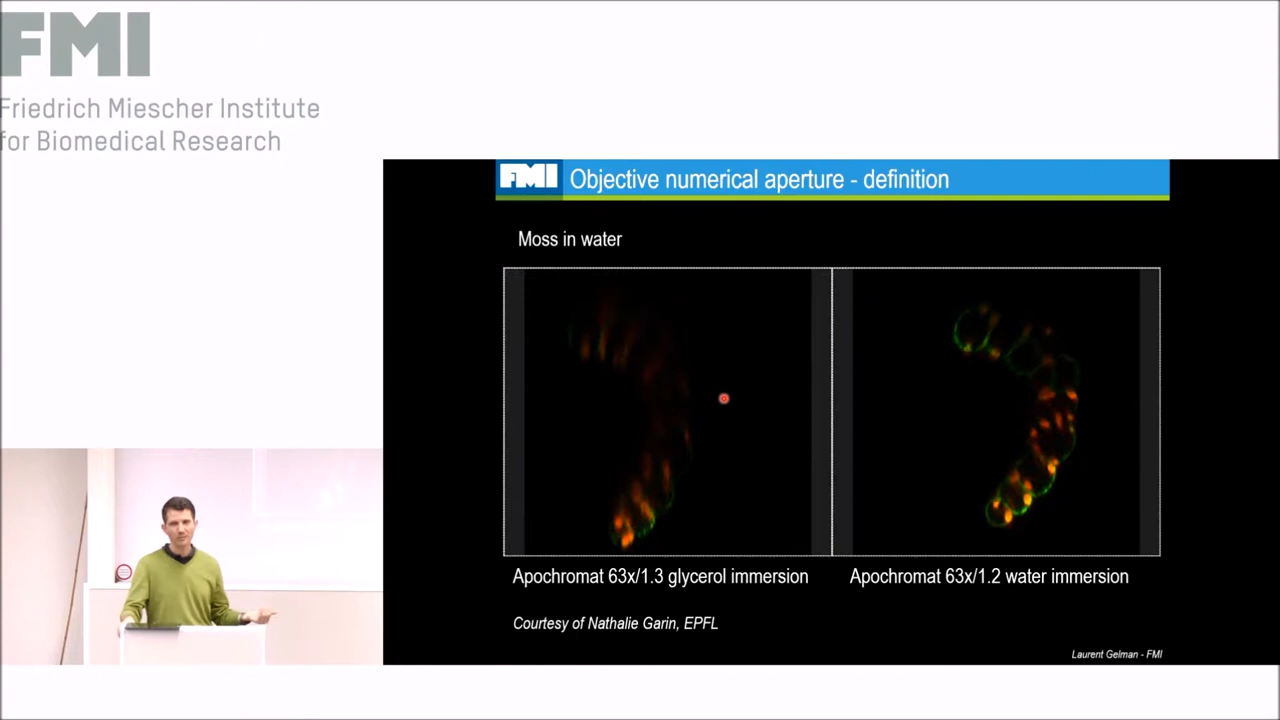 FMI
Friedrich Miescher Institute
for Biomedical Research
FMI Objective numerical aperture - definition
Moss in water
Apochromat 63x/1.3 glycerol immersion
Apochromat 63x/1.2 water immersion
Courtesy of Nathalie Garin, EPFL
Laurent Gelman - FMI